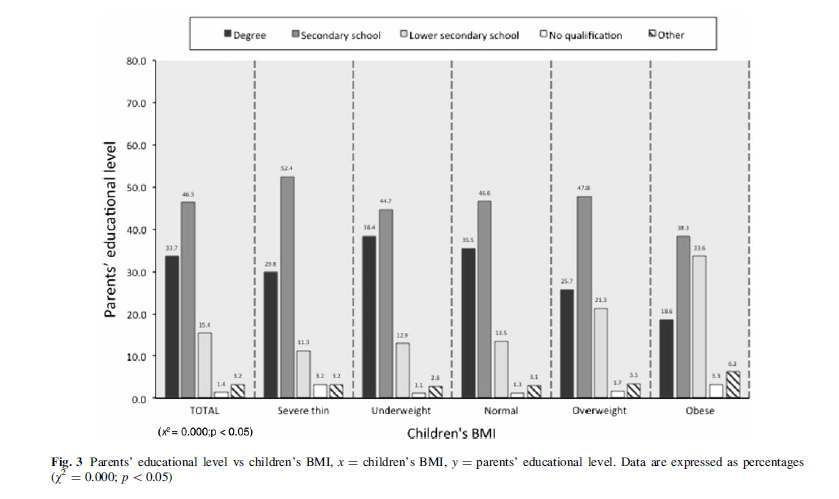 Degree Secondary school Lower secondary school No qualification Other
80.0
70.0
60.0
50.0
40.0
30.0
20.0
10.0
0.0
Parents' educational level
33.7 46.3 15.4 1.4 3.2
29.8 52.4 11.3 3.2 3.2
38.4 44.7 12.9 1.1 2.8
35.5 46.6 13.5 1.3 3.1
25.7 47.8 21.3 1.7 3.5
18.6 38.3 33.6 3.3 6.2
TOTAL Severe thin Underweight Normal Overweight Obese
(x²= 0.000;p < 0.05)
Children's BMI
Fig. 3 Parents' educational level vs children's BMI, x = children's BMI, y = parents' educational level. Data are expressed as percentages
(χ² = 0.000; p < 0.05)